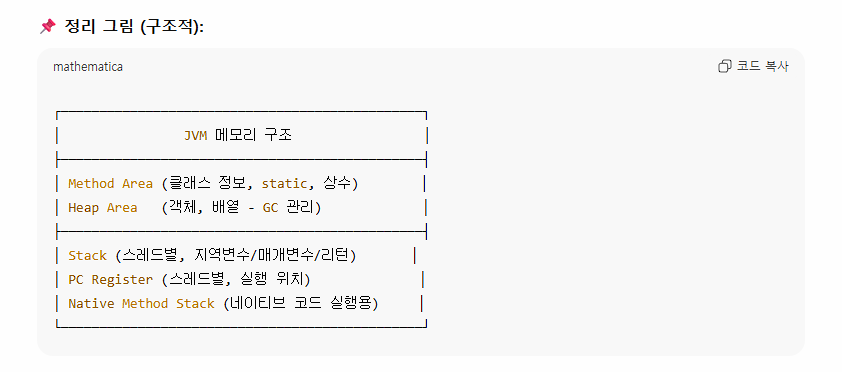 📌 정리 그림 (구조적):
mathematica 코드 복사
JVM 메모리 구조
Method Area (클래스 정보, static, 상수)
Heap Area (객체, 배열 - GC 관리)
Stack (스레드별, 지역변수/매개변수/리턴)
PC Register (스레드별, 실행 위치)
Native Method Stack (네이티브 코드 실행용)